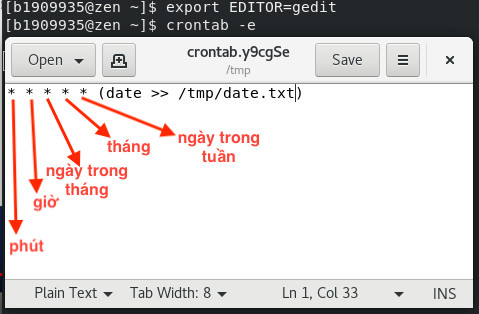 [b1909935@zen ~]$ export EDITOR=gedit
[b1909935@zen ~]$ crontab -e
Open
crontab.y9cgSe
/tmp
Save
* * * * * (date >> /tmp/date.txt)
ngày trong
tuần
tháng
ngày trong
tháng
giờ
phút
Plain Text
Tab Width: 8
Ln 1, Col 33
INS